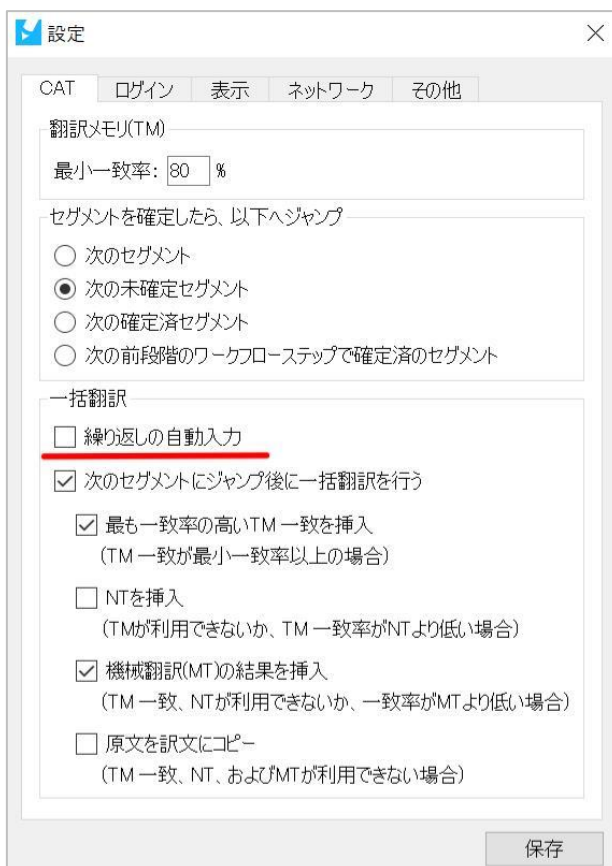 設定
CAT ログイン 表示 ネットワーク その他
翻訳メモリ(TM)
最小一致率: 80 %
セグメントを確定したら、以下へジャンプ
次のセグメント
次の未確定セグメント
次の確定済セグメント
次の前段階のワークフローステップで確定済のセグメント
一括翻訳
繰り返しの自動入力
次のセグメントにジャンプ後に一括翻訳を行う
最も一致率の高いTM 一致を挿入
(TM 一致が最小一致率以上の場合)
NTを挿入
(TMが利用できないか、TM 一致率がNTより低い場合)
機械翻訳(MT)の結果を挿入
(TM 一致、NTが利用できないか、一致率がMTより低い場合)
原文を訳文にコピー
(TM 一致、NT、およびMTが利用できない場合)
保存